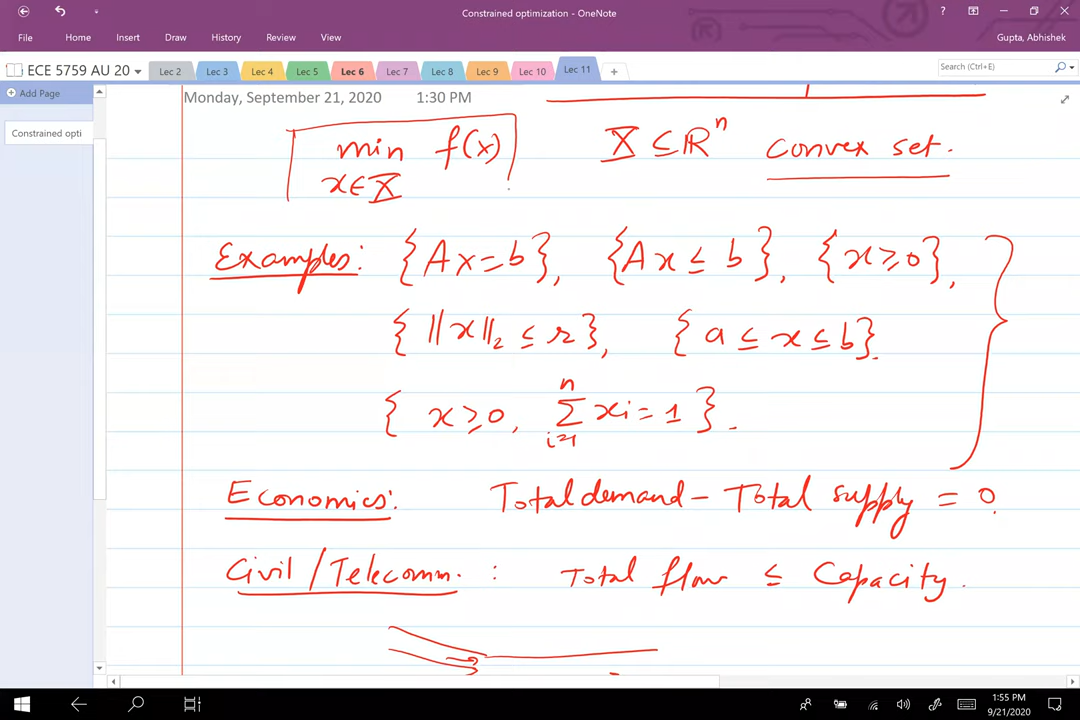 Constrained optimization - OneNote
?
File Home Insert Draw History Review View
Gupta, Abhishek
ECE 5759 AU 20
Lec 2 Lec 3 Lec 4 Lec 5 Lec 6 Lec 7 Lec 8 Lec 9 Lec 10 Lec 11
Search (Ctrl+E)
Add Page
Constrained opti
Monday, September 21, 2020 1:30 PM
min f(x) X ⊆ ℝⁿ convex set.
x∈X
Examples: {Ax=b}, {Ax ≤ b}, {x≥0},
{‖x‖₂ ≤ r}, {a ≤ x ≤ b}.
{x≥0, ∑_{i=1}^{n} xi = 1}.
Economics: Total demand - Total supply = 0.
Civil/Telecomm. : Total flow ≤ Capacity.
1:55 PM
9/21/2020